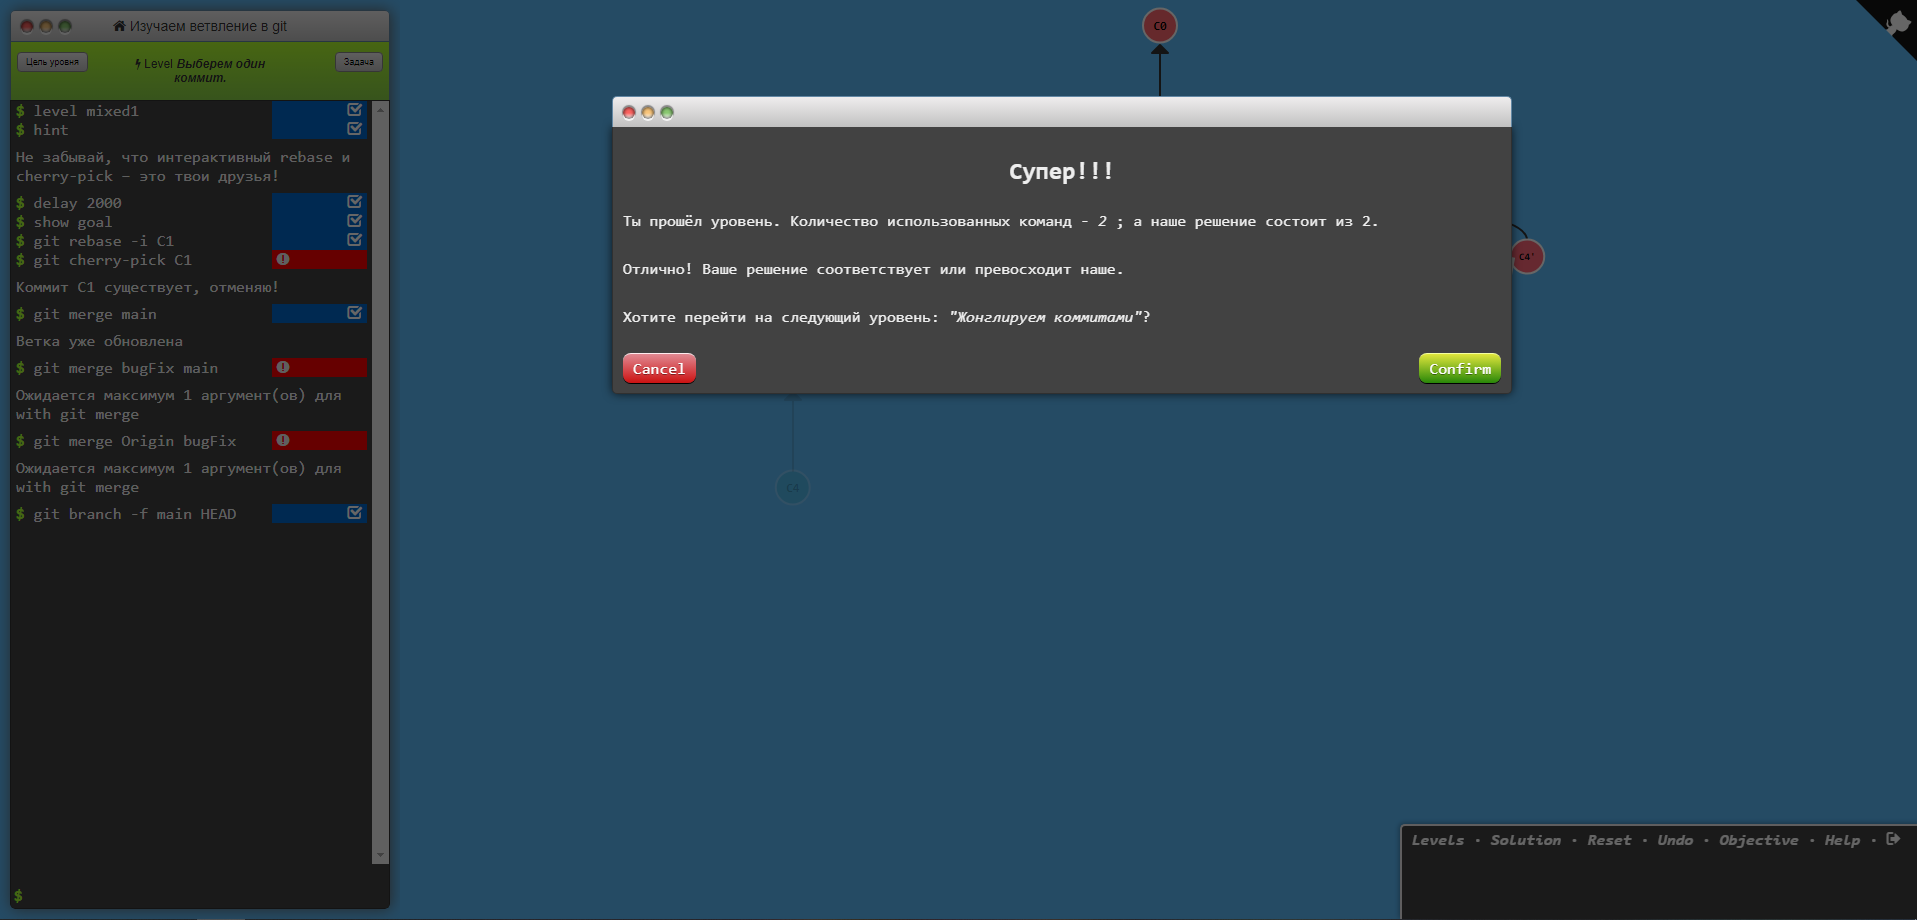 Изучаем ветвление в git
Цель уровня
Level Выберем один
коммит.
Задача
$ level mixed1
$ hint
Не забывай, что интерактивный rebase и
cherry-pick – это твои друзья!
$ delay 2000
$ show goal
$ git rebase -i C1
$ git cherry-pick C1
Коммит C1 существует, отменяю!
$ git merge main
Ветка уже обновлена
$ git merge bugFix main
Ожидается максимум 1 аргумент(ов) для
with git merge
$ git merge Origin bugFix
Ожидается максимум 1 аргумент(ов) для
with git merge
$ git branch -f main HEAD
$
C0
Супер!!!
Ты прошёл уровень. Количество использованных команд - 2 ; а наше решение состоит из 2.
Отлично! Ваше решение соответствует или превосходит наше.
Хотите перейти на следующий уровень: "Жонглируем коммитами"?
Cancel
Confirm
C4'
C4
Levels · Solution · Reset · Undo · Objective · Help ·